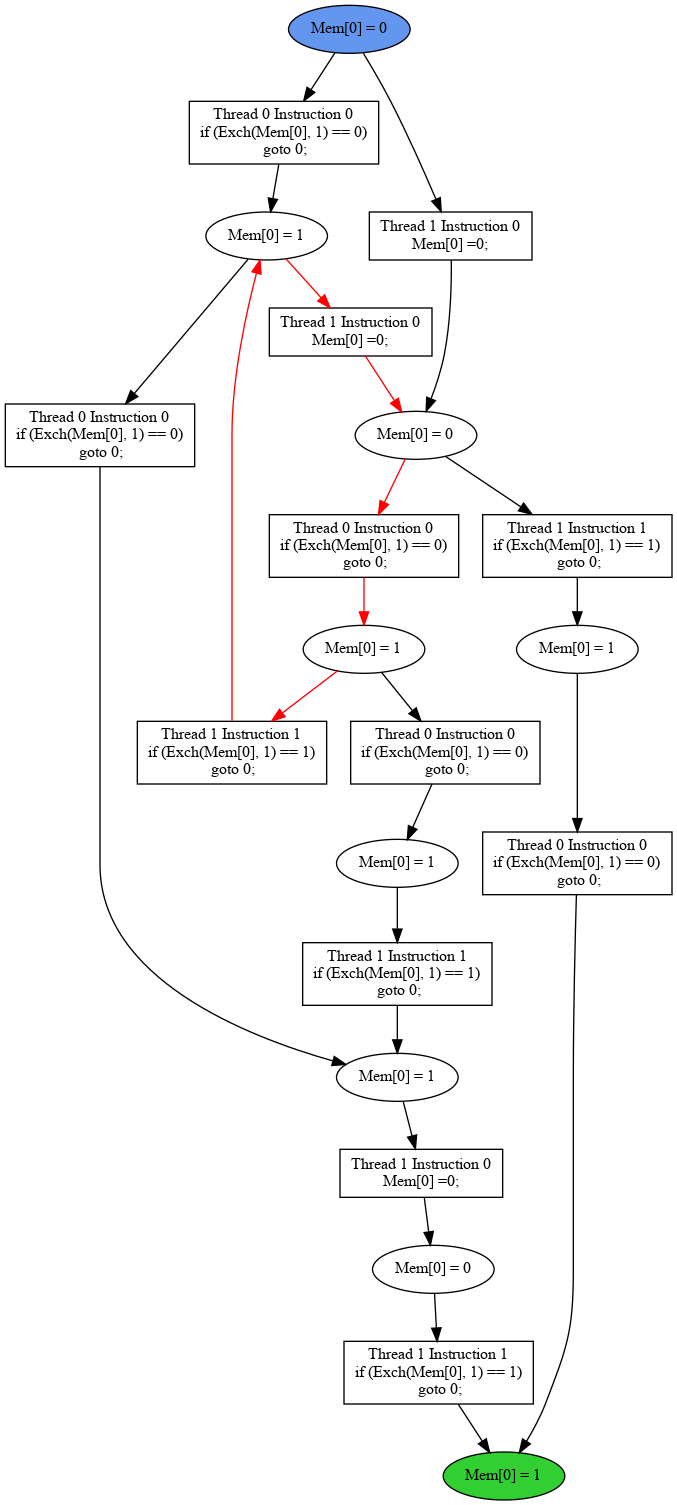 Mem[0] = 0
Thread 0 Instruction 0
if (Exch(Mem[0], 1) == 0)
goto 0;
Mem[0] = 1
Thread 1 Instruction 0
Mem[0] =0;
Thread 1 Instruction 0
Mem[0] =0;
Thread 0 Instruction 0
if (Exch(Mem[0], 1) == 0)
goto 0;
Mem[0] = 0
Thread 0 Instruction 0
if (Exch(Mem[0], 1) == 0)
goto 0;
Thread 1 Instruction 1
if (Exch(Mem[0], 1) == 1)
goto 0;
Mem[0] = 1
Mem[0] = 1
Thread 1 Instruction 1
if (Exch(Mem[0], 1) == 1)
goto 0;
Thread 0 Instruction 0
if (Exch(Mem[0], 1) == 0)
goto 0;
Mem[0] = 1
Thread 0 Instruction 0
if (Exch(Mem[0], 1) == 0)
goto 0;
Thread 1 Instruction 1
if (Exch(Mem[0], 1) == 1)
goto 0;
Mem[0] = 1
Thread 1 Instruction 0
Mem[0] =0;
Mem[0] = 0
Thread 1 Instruction 1
if (Exch(Mem[0], 1) == 1)
goto 0;
Mem[0] = 1